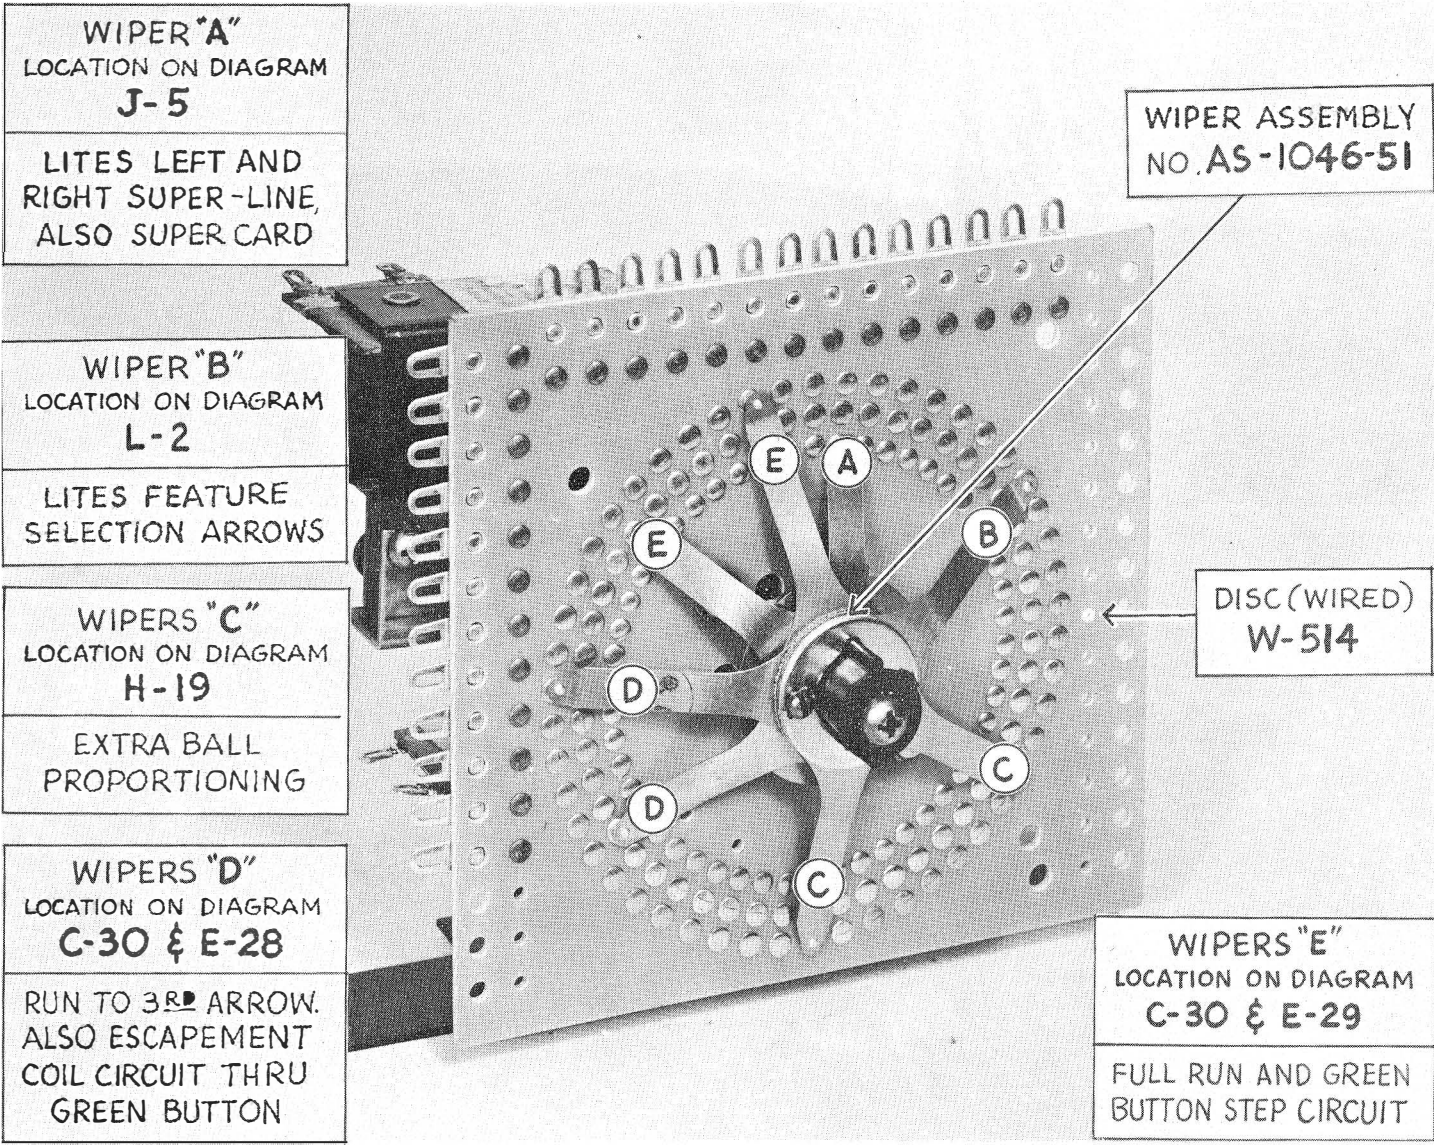 WIPER "A"
LOCATION ON DIAGRAM
J-5
LITES LEFT AND
RIGHT SUPER-LINE,
ALSO SUPER CARD
WIPER "B"
LOCATION ON DIAGRAM
L-2
LITES FEATURE
SELECTION ARROWS
WIPERS "C"
LOCATION ON DIAGRAM
H-19
EXTRA BALL
PROPORTIONING
WIPERS "D"
LOCATION ON DIAGRAM
C-30 & E-28
RUN TO 3RD ARROW.
ALSO ESCAPEMENT
COIL CIRCUIT THRU
GREEN BUTTON
E
A
B
E
D
D
C
C
WIPER ASSEMBLY
NO. AS-1046-51
DISC (WIRED)
W-514
WIPERS "E"
LOCATION ON DIAGRAM
C-30 & E-29
FULL RUN AND GREEN
BUTTON STEP CIRCUIT